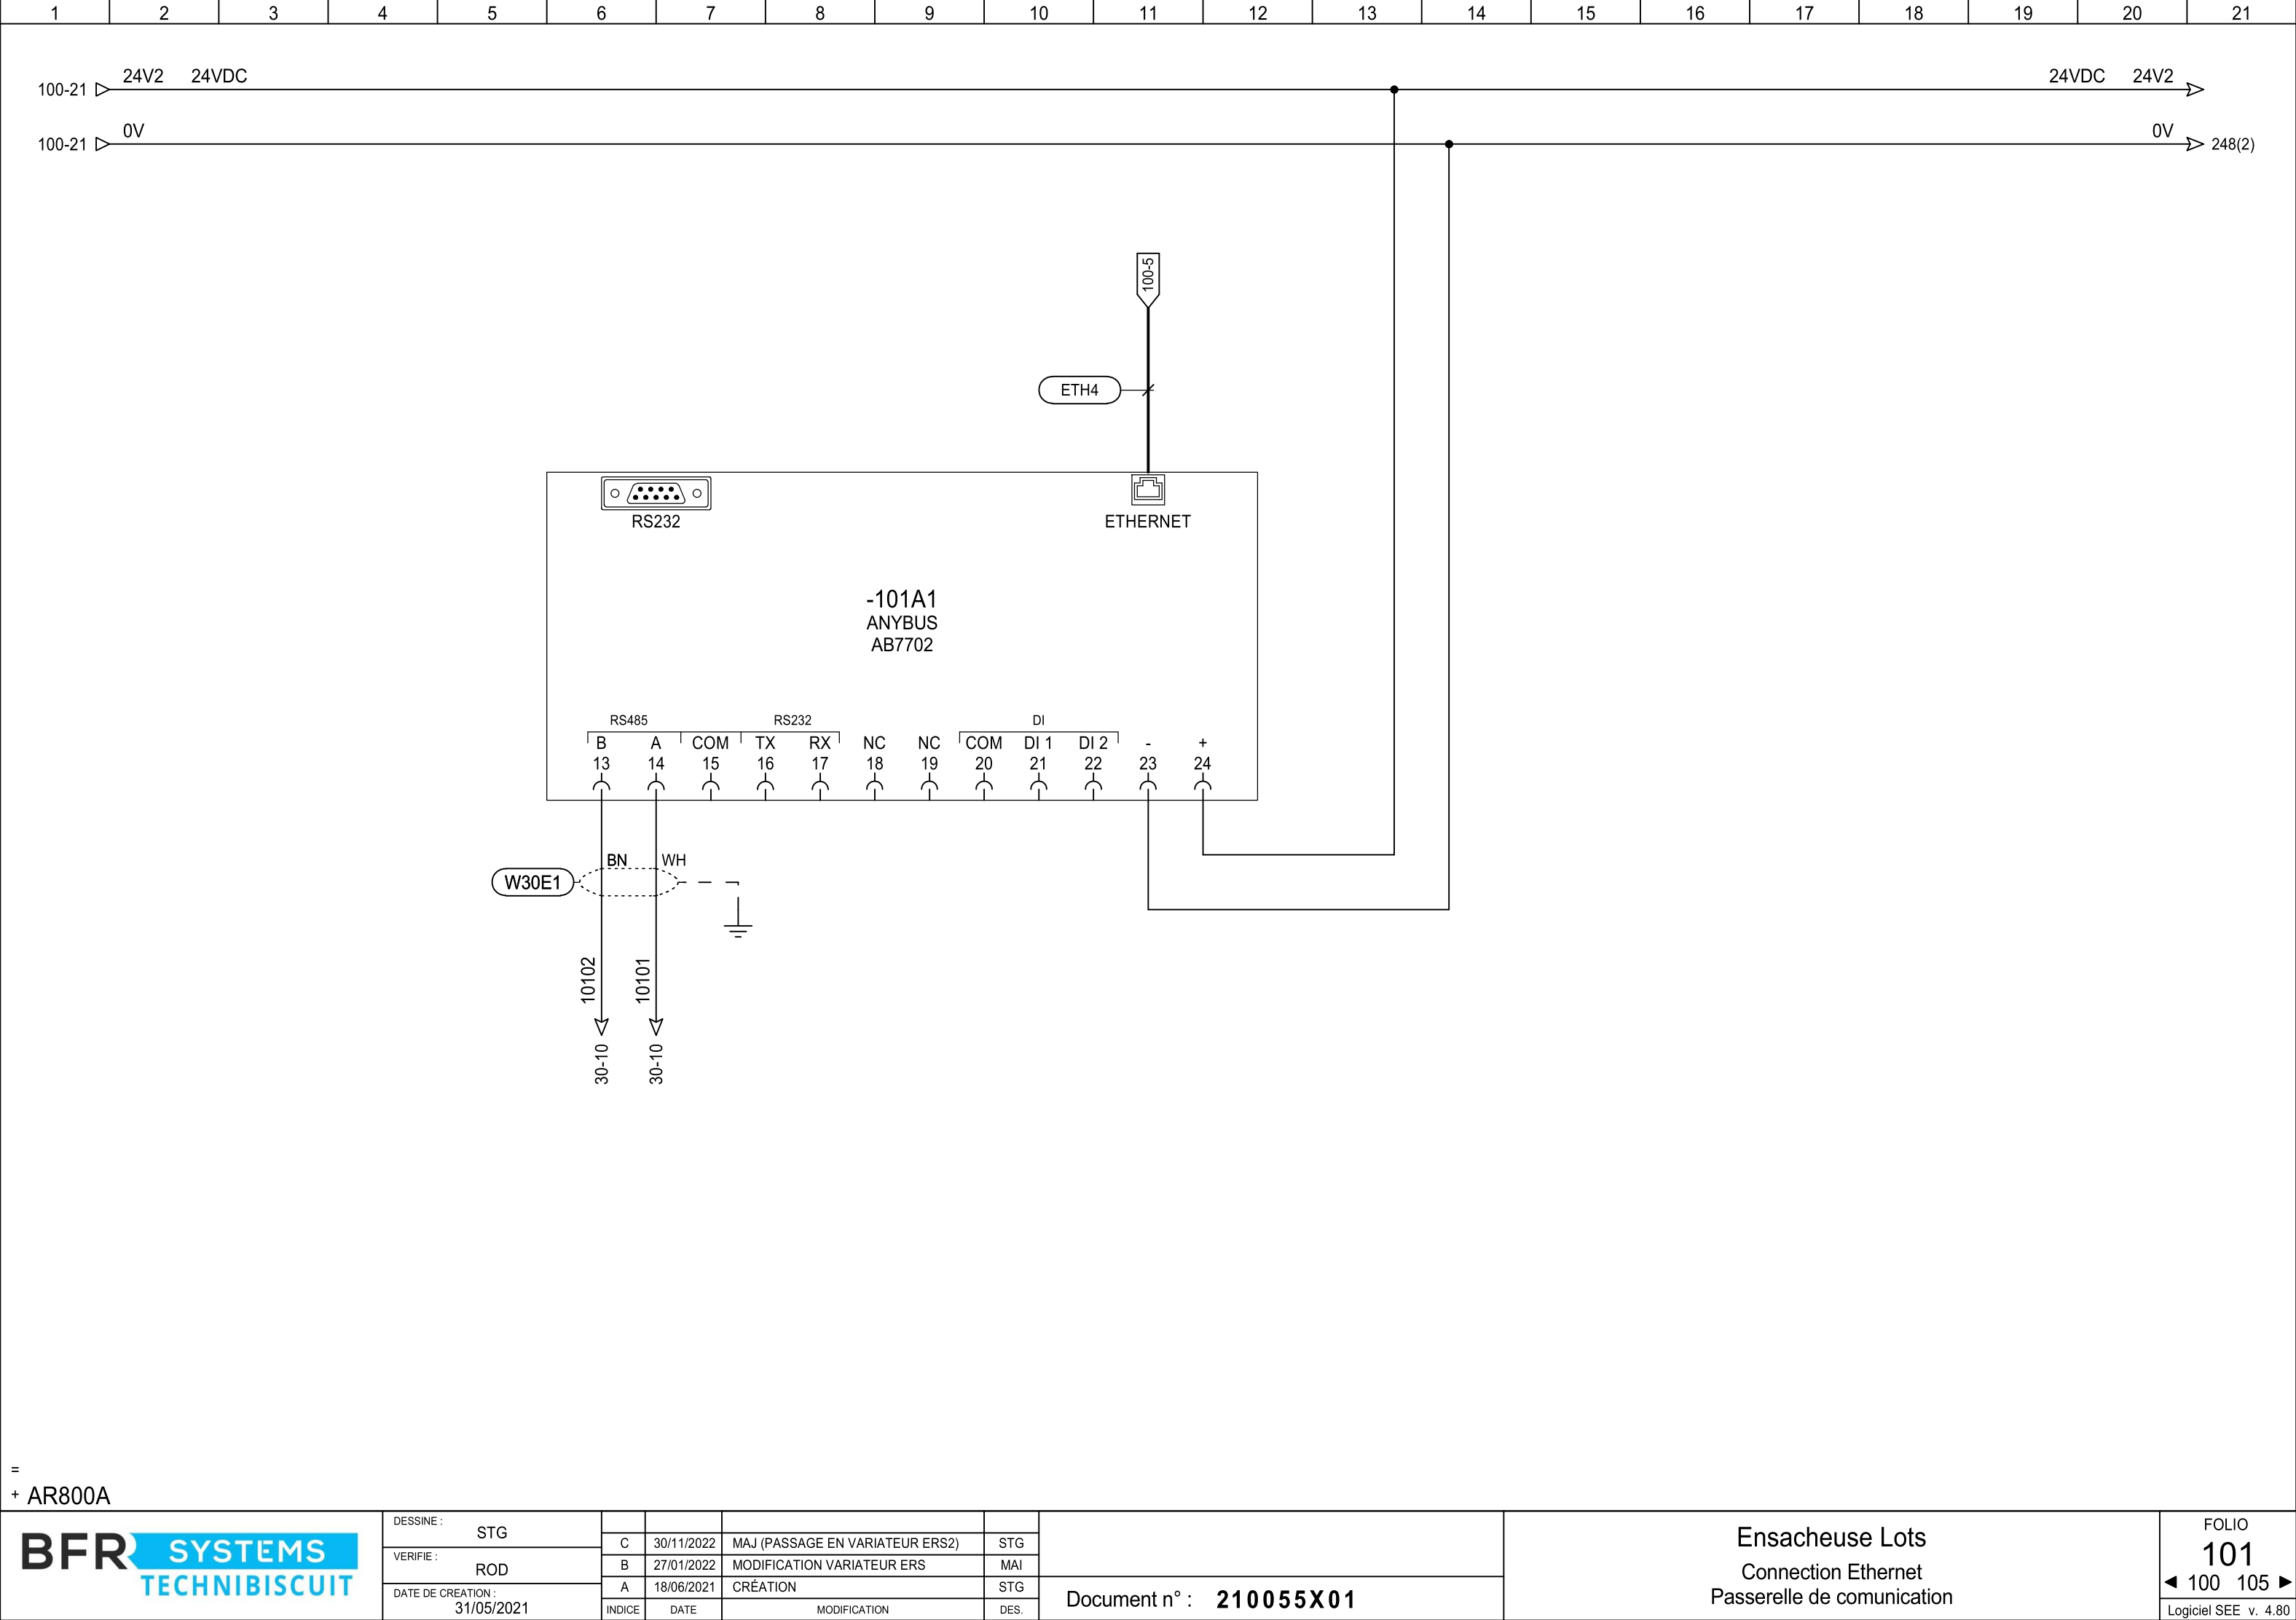 1 2 3 4 5 6 7 8 9 10 11 12 13 14 15 16 17 18 19 20 21
24V2 24VDC 24VDC 24V2
100-21
0V 0V
100-21 248(2)
100-5
ETH4
RS232 ETHERNET
-101A1
ANYBUS
AB7702
RS485 RS232 DI
B A COM TX RX NC NC COM DI 1 DI 2 - +
13 14 15 16 17 18 19 20 21 22 23 24
BN WH
W30E1
10102 10101
30-10 30-10
=
+ AR800A
BFR SYSTEMS
TECHNIBISCUIT
DESSINE :
STG
VERIFIE :
ROD
DATE DE CREATION :
31/05/2021
C 30/11/2022 MAJ (PASSAGE EN VARIATEUR ERS2) STG
B 27/01/2022 MODIFICATION VARIATEUR ERS MAI
A 18/06/2021 CRÉATION STG
INDICE DATE MODIFICATION DES.
Document n° : 210055X01
Ensacheuse Lots
Connection Ethernet
Passerelle de comunication
FOLIO
101
100 105
Logiciel SEE v. 4.80